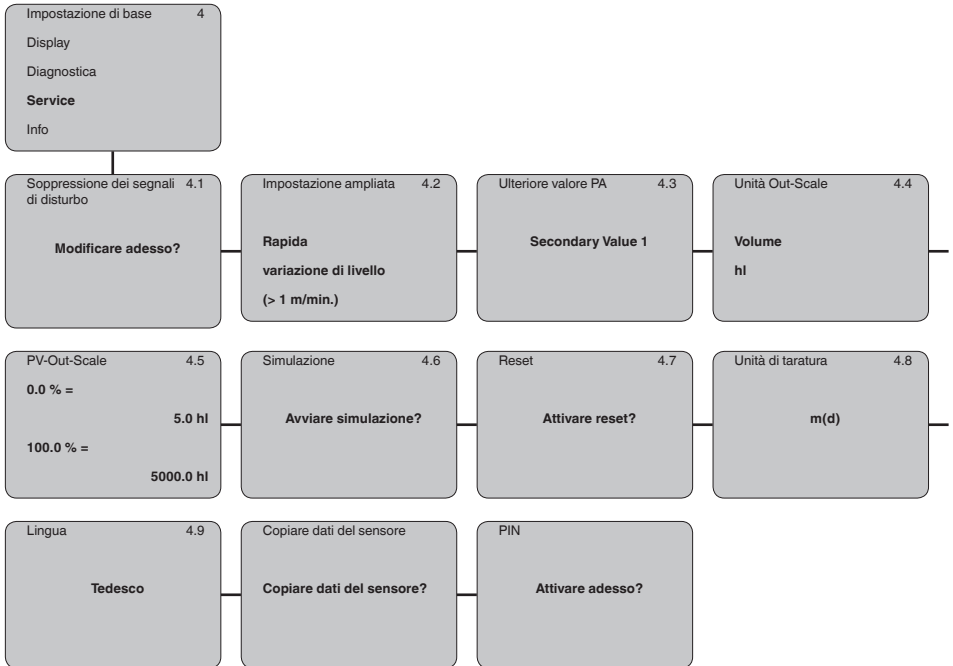 Impostazione di base 4
Display
Diagnostica
Service
Info
Soppressione dei segnali 4.1
di disturbo
Modificare adesso?
Impostazione ampliata 4.2
Rapida
variazione di livello
(> 1 m/min.)
Ulteriore valore PA 4.3
Secondary Value 1
Unità Out-Scale 4.4
Volume
hl
PV-Out-Scale 4.5
0.0 % =
5.0 hl
100.0 % =
5000.0 hl
Simulazione 4.6
Avviare simulazione?
Reset 4.7
Attivare reset?
Unità di taratura 4.8
m(d)
Lingua 4.9
Tedesco
Copiare dati del sensore
Copiare dati del sensore?
PIN
Attivare adesso?